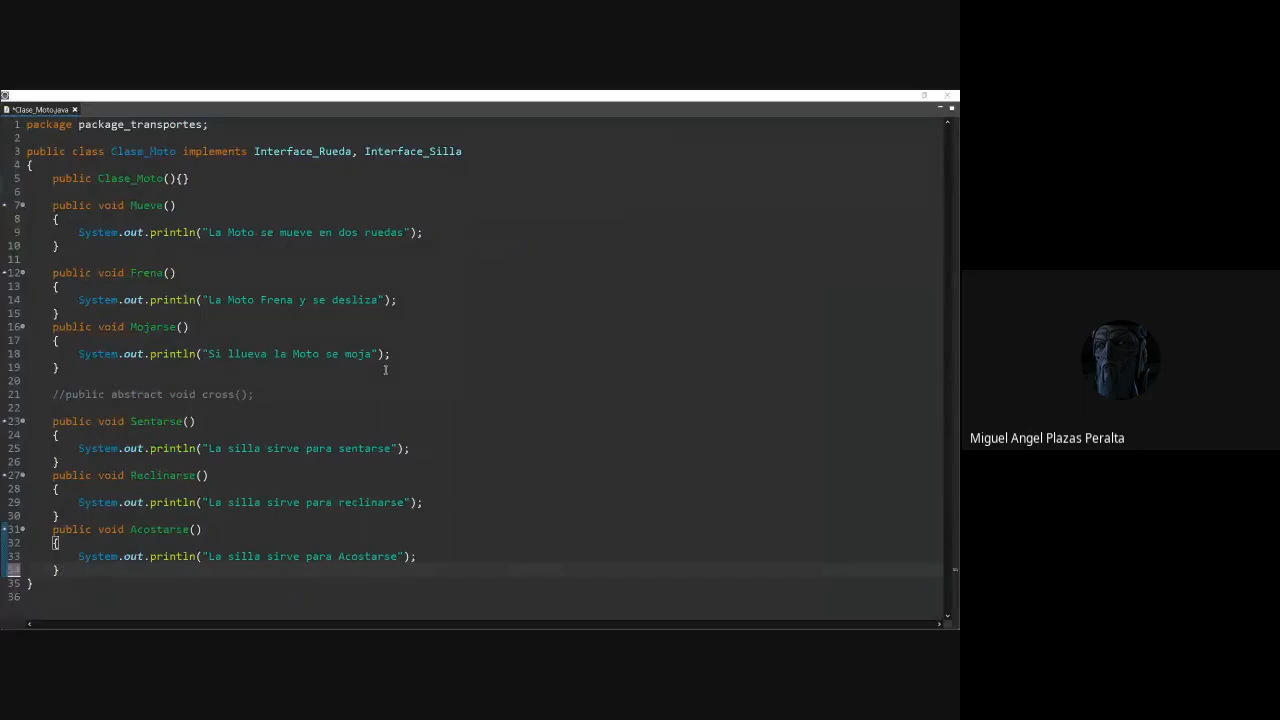 *Clase_Moto.java
1 package package_transportes;
2
3 public class Clase_Moto implements Interface_Rueda, Interface_Silla
4 {
5 public Clase_Moto(){}
6
7 public void Mueve()
8 {
9 System.out.println("La Moto se mueve en dos ruedas");
10 }
11
12 public void Frena()
13 {
14 System.out.println("La Moto Frena y se desliza");
15 }
16 public void Mojarse()
17 {
18 System.out.println("Si llueva la Moto se moja");
19 }
20
21 //public abstract void cross();
22
23 public void Sentarse()
24 {
25 System.out.println("La silla sirve para sentarse");
26 }
27 public void Reclinarse()
28 {
29 System.out.println("La silla sirve para reclinarse");
30 }
31 public void Acostarse()
32 {
33 System.out.println("La silla sirve para Acostarse");
34 }
35 }
36
Miguel Angel Plazas Peralta